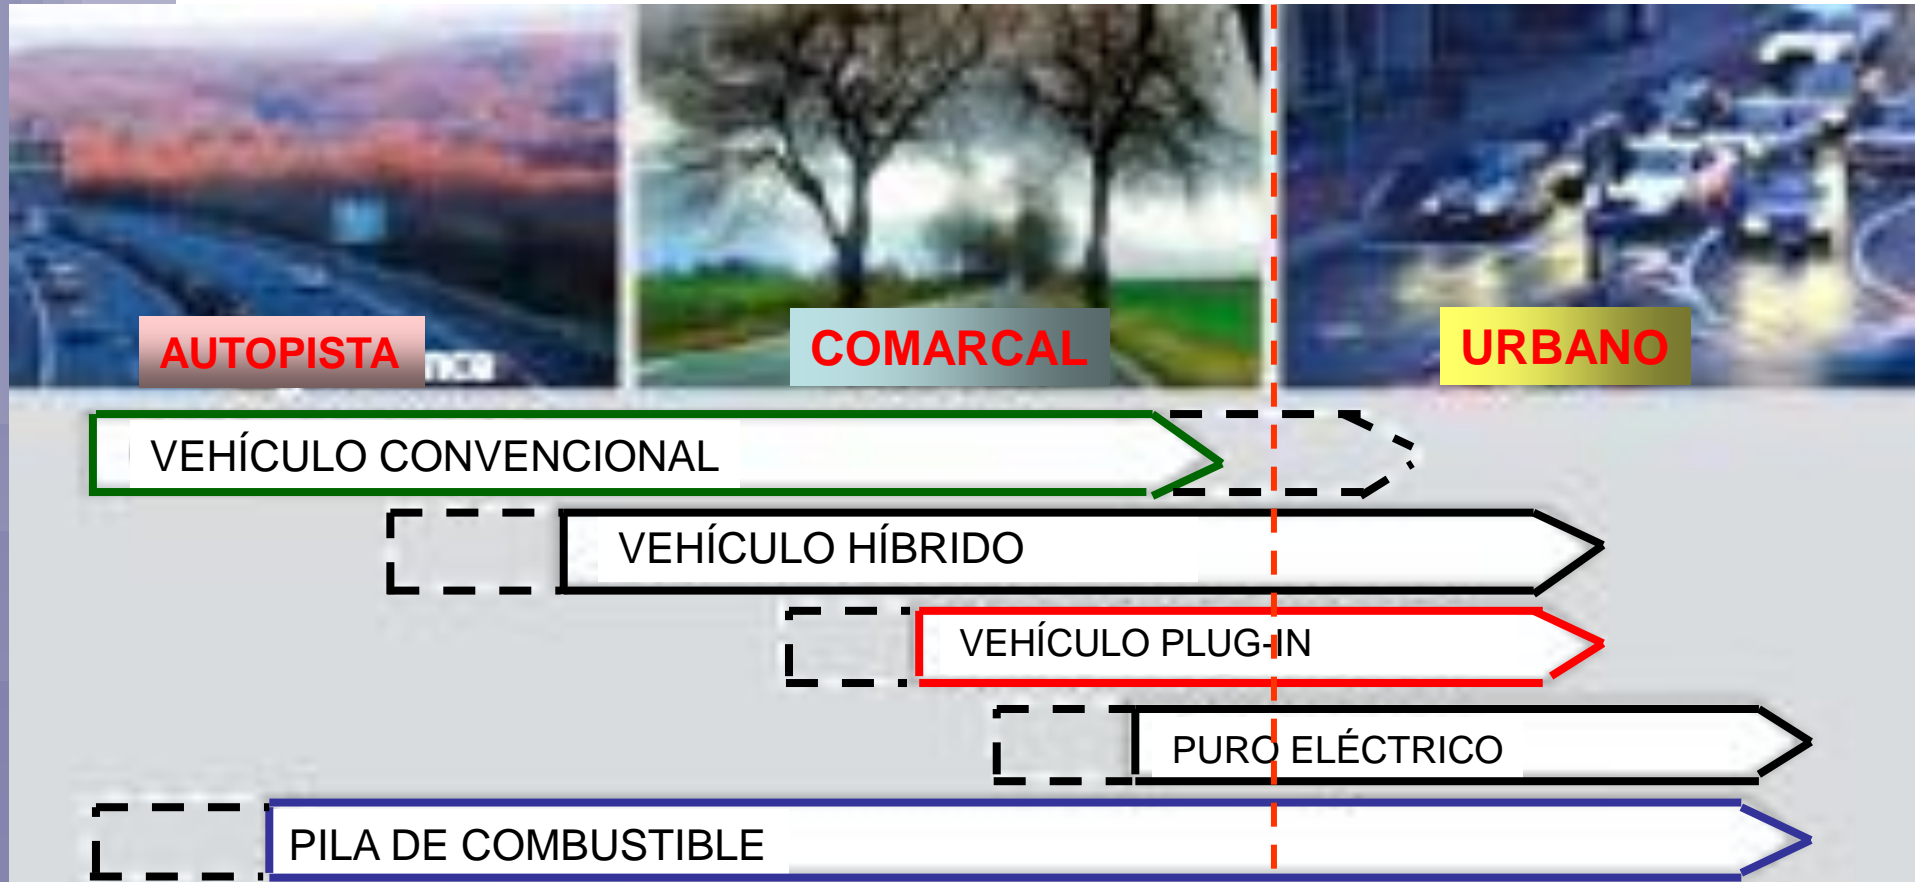 AUTOPISTA
COMARCAL
URBANO
VEHÍCULO CONVENCIONAL
VEHÍCULO HÍBRIDO
VEHÍCULO PLUG-IN
PURO ELÉCTRICO
PILA DE COMBUSTIBLE